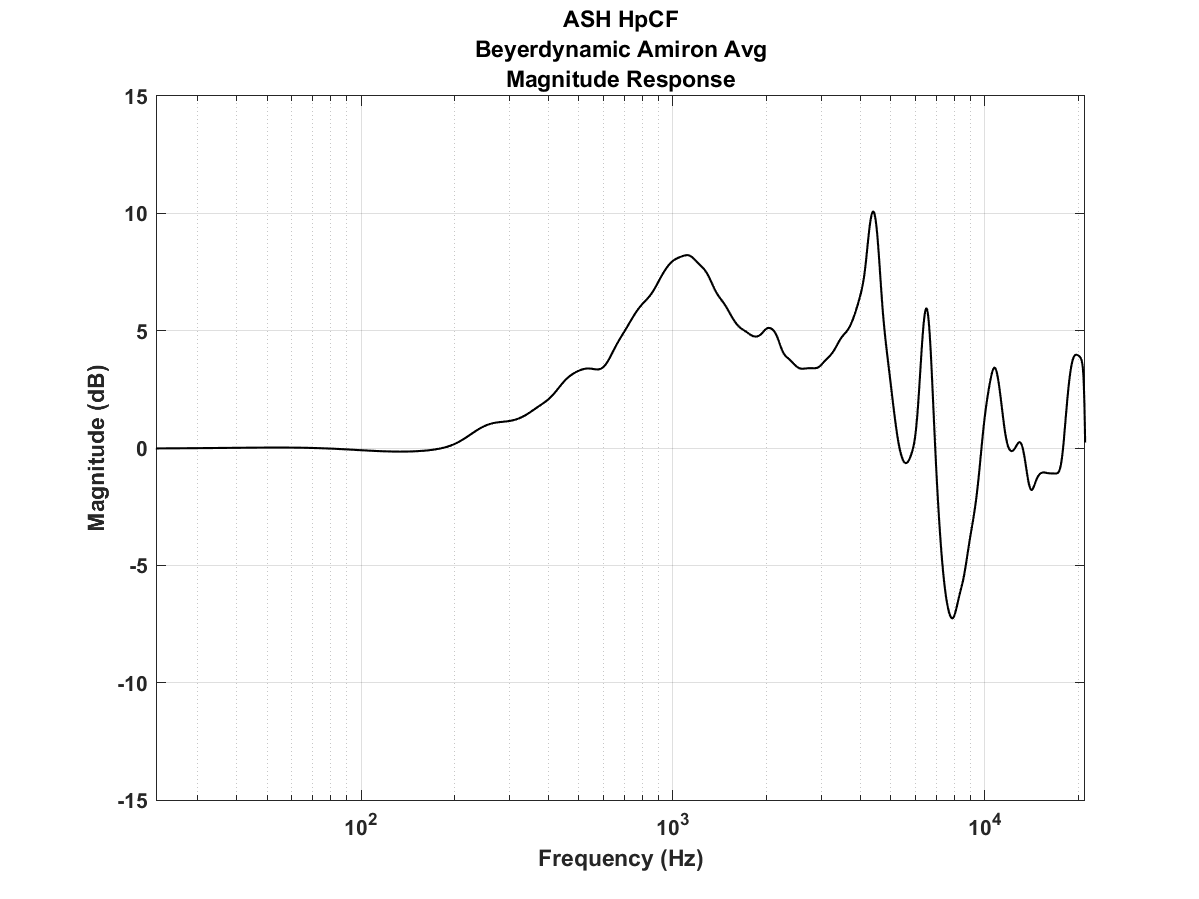 ASH HpCF
Beyerdynamic Amiron Avg
Magnitude Response
15
10
5
0
-5
-10
-15
Magnitude (dB)
10²
10³
10⁴
Frequency (Hz)